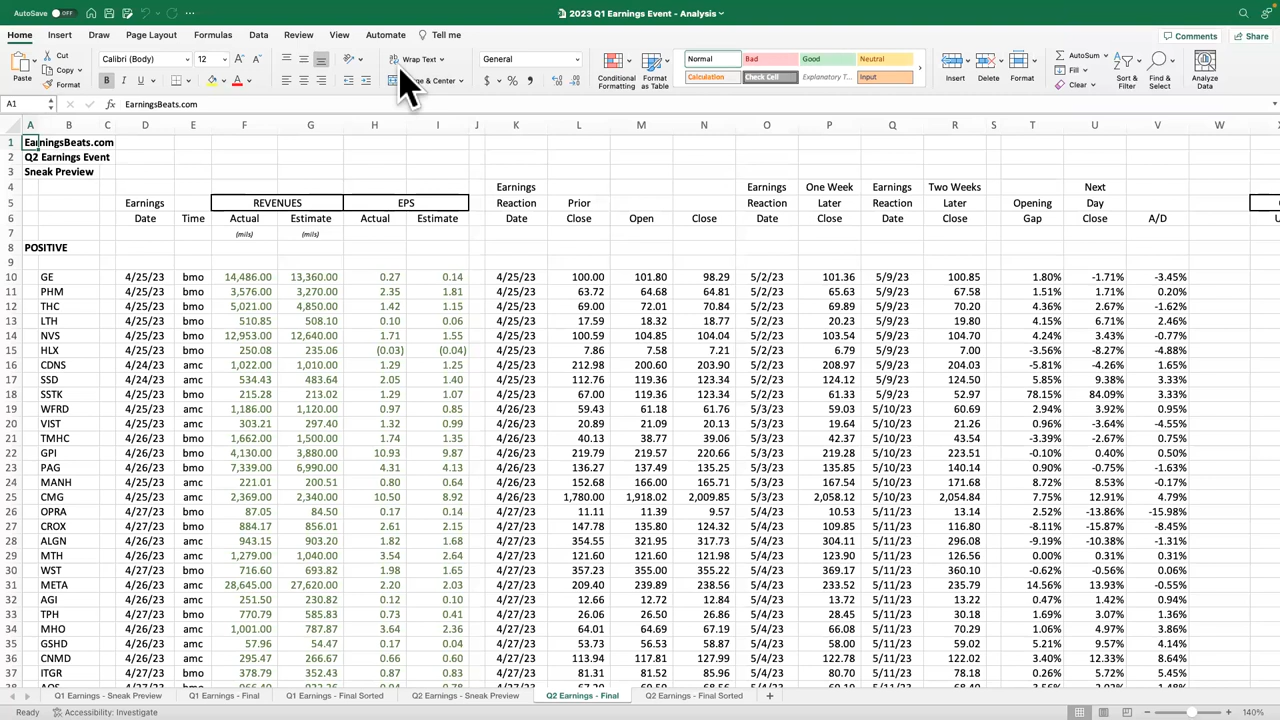 AutoSave OFF
2023 Q1 Earnings Event - Analysis
Home Insert Draw Page Layout Formulas Data Review View Automate Tell me
Comments Share
Paste Cut Copy Format
Calibri (Body) 12
Wrap Text
ge & Center
General
Conditional Formatting Format as Table
Normal Bad Good Neutral
Calculation Check Cell Explanatory T... Input
Insert Delete Format
AutoSum Fill Clear
Sort & Filter Find & Select Analyze Data
A1 fx EarningsBeats.com
A B C D E F G H I J K L M N O P Q R S T U V W
1 EarningsBeats.com
2 Q2 Earnings Event
3 Sneak Preview
4 Earnings Earnings One Week Earnings Two Weeks Next
5 Earnings REVENUES EPS Reaction Prior Reaction Later Reaction Later Opening Day
6 Date Time Actual Estimate Actual Estimate Date Close Open Close Date Close Date Close Gap Close A/D
7 (mils) (mils)
8 POSITIVE
9
10 GE 4/25/23 bmo 14,486.00 13,360.00 0.27 0.14 4/25/23 100.00 101.80 98.29 5/2/23 101.36 5/9/23 100.85 1.80% -1.71% -3.45%
11 PHM 4/25/23 bmo 3,576.00 3,270.00 2.35 1.81 4/25/23 63.72 64.68 64.81 5/2/23 65.63 5/9/23 67.58 1.51% 1.71% 0.20%
12 THC 4/25/23 bmo 5,021.00 4,850.00 1.42 1.15 4/25/23 69.00 72.01 70.84 5/2/23 69.89 5/9/23 70.20 4.36% 2.67% -1.62%
13 LTH 4/25/23 bmo 510.85 508.10 0.10 0.06 4/25/23 17.59 18.32 18.77 5/2/23 20.23 5/9/23 19.80 4.15% 6.71% 2.46%
14 NVS 4/25/23 bmo 12,953.00 12,640.00 1.71 1.55 4/25/23 100.59 104.85 104.04 5/2/23 103.54 5/9/23 104.70 4.24% 3.43% -0.77%
15 HLX 4/25/23 bmo 250.08 235.06 (0.03) (0.04) 4/25/23 7.86 7.58 7.21 5/2/23 6.79 5/9/23 7.00 -3.56% -8.27% -4.88%
16 CDNS 4/24/23 amc 1,022.00 1,010.00 1.29 1.25 4/25/23 212.98 200.60 203.90 5/2/23 208.97 5/9/23 204.03 -5.81% -4.26% 1.65%
17 SSD 4/24/23 amc 534.43 483.64 2.05 1.40 4/25/23 112.76 119.36 123.34 5/2/23 124.12 5/9/23 124.50 5.85% 9.38% 3.33%
18 SSTK 4/25/23 bmo 215.28 213.02 1.29 1.07 4/25/23 67.00 119.36 123.34 5/2/23 61.33 5/9/23 52.97 78.15% 84.09% 3.33%
19 WFRD 4/26/23 amc 1,186.00 1,120.00 0.97 0.85 4/26/23 59.43 61.18 61.76 5/3/23 59.03 5/10/23 60.69 2.94% 3.92% 0.95%
20 VIST 4/25/23 amc 303.21 297.40 1.32 0.99 4/26/23 20.89 21.09 20.13 5/3/23 19.64 5/10/23 21.26 0.96% -3.64% -4.55%
21 TMHC 4/26/23 bmo 1,662.00 1,500.00 1.74 1.35 4/26/23 40.13 38.77 39.06 5/3/23 42.37 5/10/23 43.54 -3.39% -2.67% 0.75%
22 GPI 4/26/23 bmo 4,130.00 3,880.00 10.93 9.87 4/26/23 219.79 219.57 220.66 5/3/23 219.28 5/10/23 223.51 -0.10% 0.40% 0.50%
23 PAG 4/26/23 bmo 7,339.00 6,990.00 4.31 4.13 4/26/23 136.27 137.49 135.25 5/3/23 135.85 5/10/23 140.14 0.90% -0.75% -1.63%
24 MANH 4/25/23 amc 221.01 200.51 0.80 0.64 4/26/23 152.68 166.00 165.71 5/3/23 167.54 5/10/23 171.68 8.72% 8.53% -0.17%
25 CMG 4/25/23 amc 2,369.00 2,340.00 10.50 8.92 4/26/23 1,780.00 1,918.02 2,009.85 5/3/23 2,058.12 5/10/23 2,054.84 7.75% 12.91% 4.79%
26 OPRA 4/27/23 bmo 87.05 84.50 0.17 0.14 4/27/23 11.11 11.39 9.57 5/4/23 10.53 5/11/23 13.14 2.52% -13.86% -15.98%
27 CROX 4/27/23 bmo 884.17 856.01 2.61 2.15 4/27/23 147.78 135.80 124.32 5/4/23 109.85 5/11/23 116.80 -8.11% -15.87% -8.45%
28 ALGN 4/26/23 amc 943.15 903.20 1.82 1.68 4/27/23 354.55 321.95 317.73 5/4/23 304.11 5/11/23 296.08 -9.19% -10.38% -1.31%
29 MTH 4/26/23 amc 1,279.00 1,040.00 3.54 2.64 4/27/23 121.60 121.60 121.98 5/4/23 123.90 5/11/23 126.56 0.00% 0.31% 0.31%
30 WST 4/27/23 bmo 716.60 693.82 1.98 1.65 4/27/23 357.23 355.00 355.22 5/4/23 369.17 5/11/23 360.10 -0.62% -0.56% 0.06%
31 META 4/26/23 amc 28,645.00 27,620.00 2.20 2.03 4/27/23 209.40 239.89 238.56 5/4/23 233.52 5/11/23 235.79 14.56% 13.93% -0.55%
32 AGI 4/26/23 amc 251.50 230.82 0.12 0.10 4/27/23 12.66 12.72 12.84 5/4/23 13.72 5/11/23 13.22 0.47% 1.42% 0.94%
33 TPH 4/27/23 bmo 770.79 585.83 0.73 0.41 4/27/23 26.06 26.50 26.86 5/4/23 28.45 5/11/23 30.18 1.69% 3.07% 1.36%
34 MHO 4/26/23 amc 1,001.00 787.87 3.64 2.36 4/27/23 64.01 64.69 67.19 5/4/23 66.08 5/11/23 70.29 1.06% 4.97% 3.86%
35 GSHD 4/26/23 amc 57.96 54.47 0.17 0.04 4/27/23 53.73 56.53 58.87 5/4/23 58.00 5/11/23 59.02 5.21% 9.57% 4.14%
36 CNMD 4/26/23 amc 295.47 266.67 0.66 0.60 4/27/23 113.94 117.81 127.99 5/4/23 122.78 5/11/23 122.02 3.40% 12.33% 8.64%
37 ITGR 4/27/23 bmo 378.79 352.43 0.87 0.83 4/27/23 81.31 81.52 85.96 5/4/23 80.70 5/11/23 84.00 0.26% 5.72% 5.45%
Q1 Earnings - Sneak Preview Q1 Earnings - Final Q1 Earnings - Final Sorted Q2 Earnings - Sneak Preview Q2 Earnings - Final Q2 Earnings - Final Sorted
Ready Accessibility: Investigate 140%